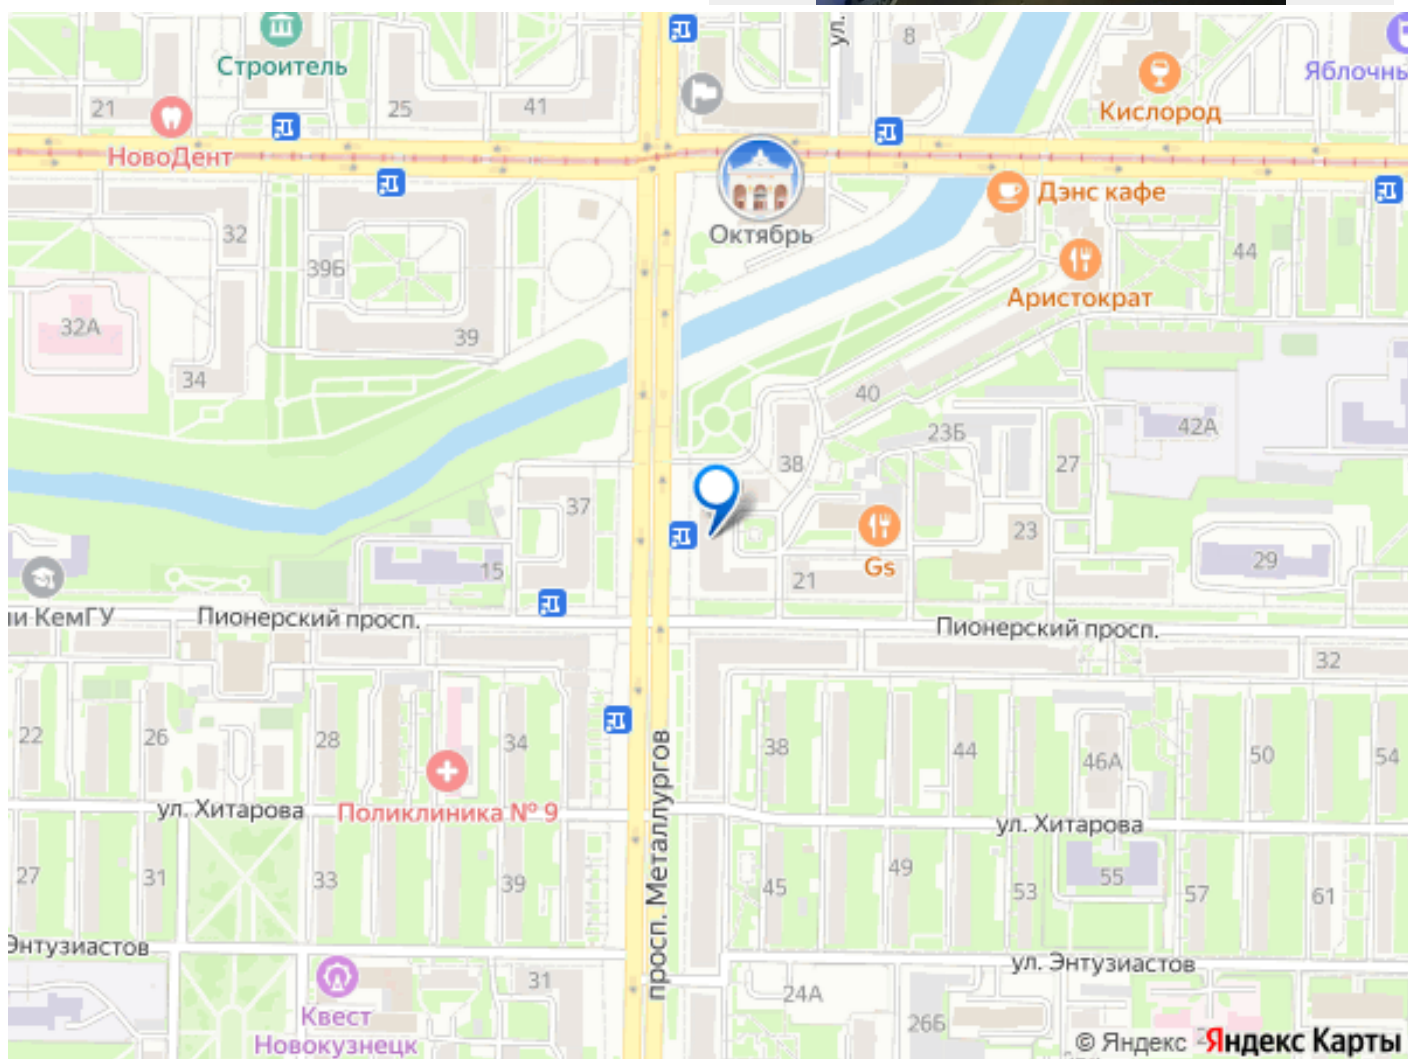 ул.
8
Строитель
Яблочны
21
25
41
Кислород
НовоДент
Дэнс кафе
Октябрь
32
44
39Б
Аристократ
32А
39
34
40
23Б
42А
38
27
37
23
15
Gs
21
29
и КемГУ
Пионерский просп.
Пионерский просп.
32
22
26
28
34
38
44
46А
50
54
просп. Металлургов
ул. Хитарова
Поликлиника № 9
ул. Хитарова
27
31
33
39
45
49
53
55
57
61
Энтузиастов
ул. Энтузиастов
31
24А
Квест
Новокузнецк
26Б
© Яндекс
Яндекс Карты